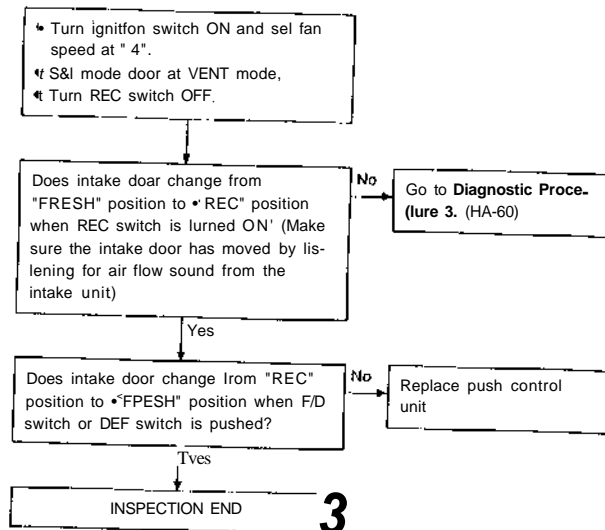 • Turn ignitfon switch ON and sel fan
speed at " 4".
•t S&l mode door at VENT mode,
•t Turn REC switch OFF.
Does intake doar change from
"FRESH" position to •' REC" position
when REC switch is lurned ON' (Make
sure the intake door has moved by lis-
lening for air flow sound from the
intake unit)
No
Go to Diagnostic Proce-
(lure 3. (HA-60)
Yes
Does intake door change Irom "REC"
position to •<FPESH" position when F/D
switch or DEF switch is pushed?
No
Replace push control
unit
Tves
INSPECTION END
3